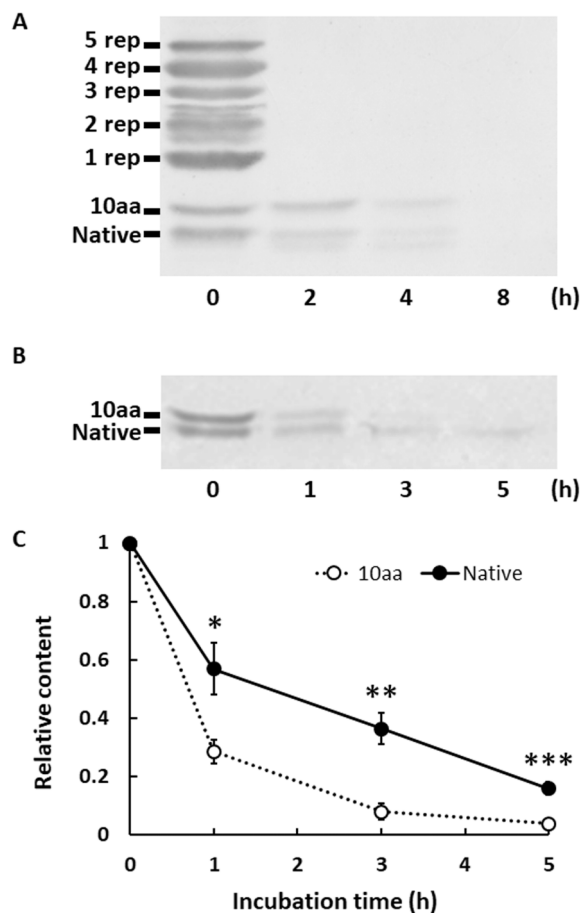 A
5 rep
4 rep
3 rep
2 rep
1 rep
10aa
Native
0 2 4 8 (h)
B
10aa
Native
0 1 3 5 (h)
C
1
0.8
0.6
0.4
0.2
0
Relative content
10aa Native
*
**
***
0 1 2 3 4 5
Incubation time (h)